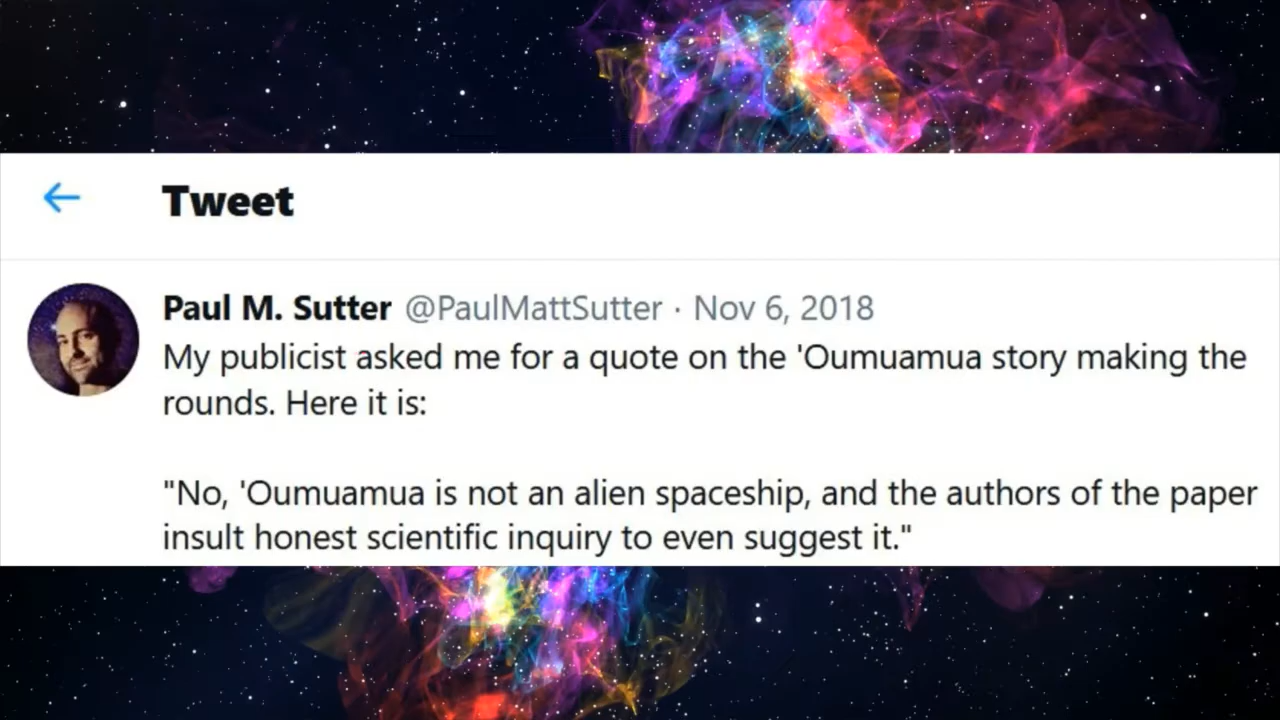 Tweet
Paul M. Sutter @PaulMattSutter · Nov 6, 2018
My publicist asked me for a quote on the 'Oumuamua story making the
rounds. Here it is:
"No, 'Oumuamua is not an alien spaceship, and the authors of the paper
insult honest scientific inquiry to even suggest it."